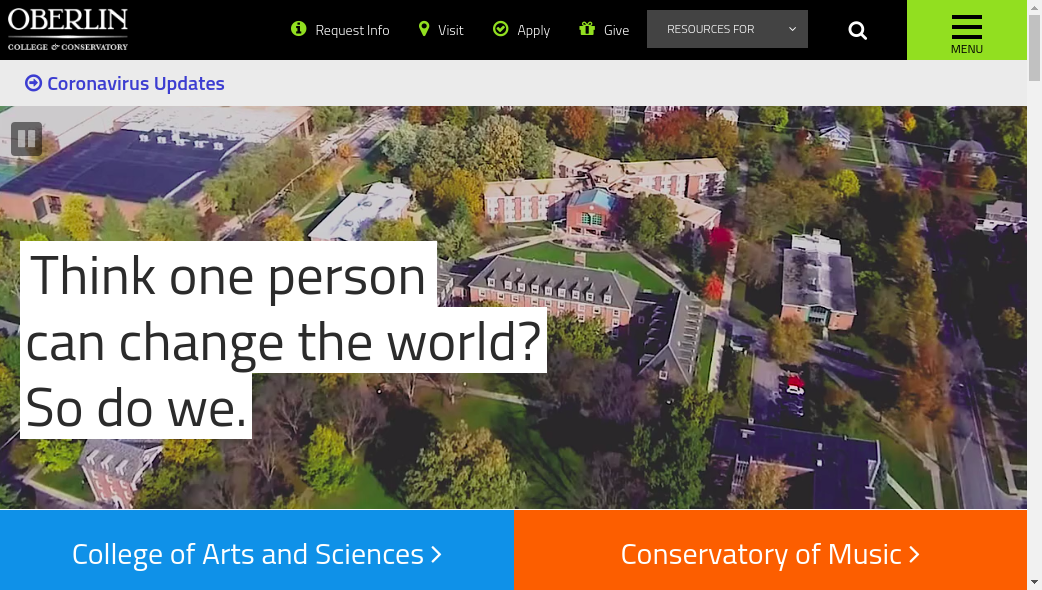 OBERLIN
COLLEGE & CONSERVATORY
Request Info
Visit
Apply
Give
RESOURCES FOR
MENU
Coronavirus Updates
Think one person
can change the world?
So do we.
College of Arts and Sciences
Conservatory of Music